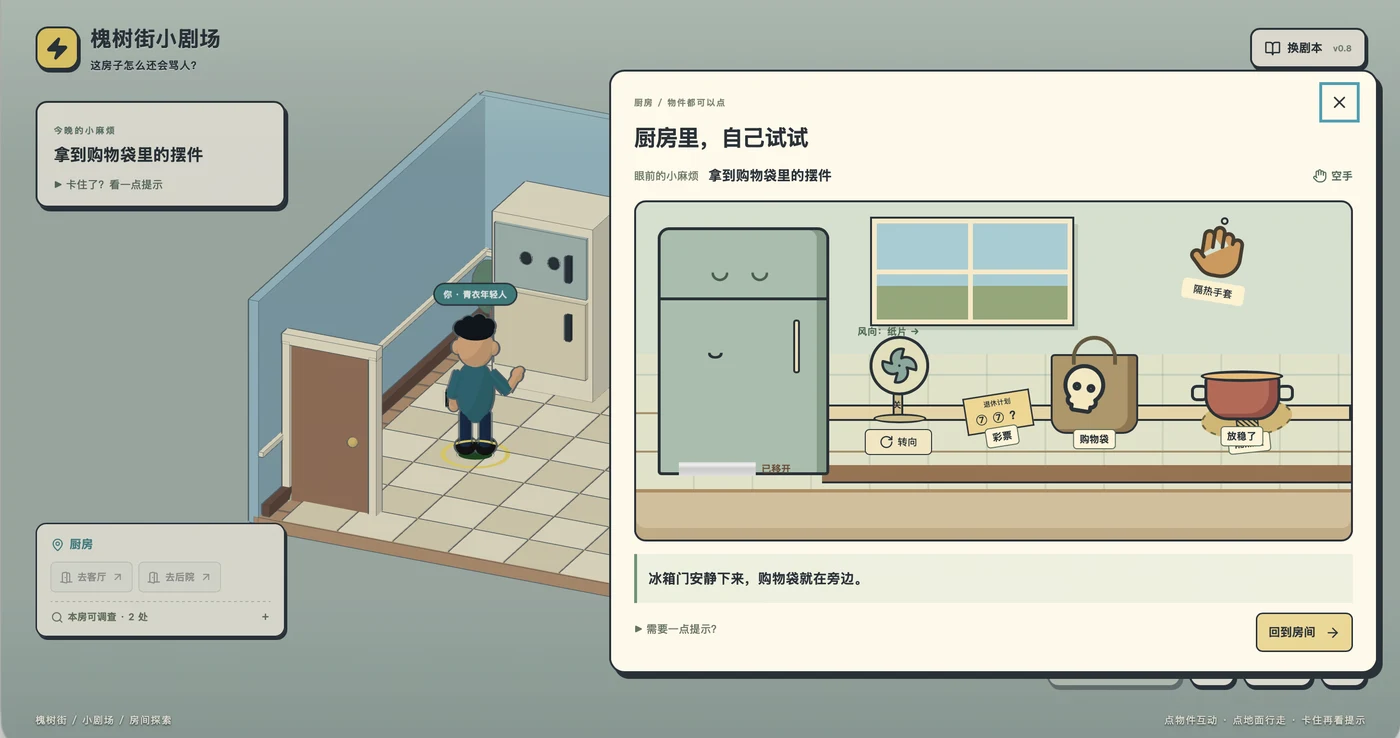 槐树街小剧场
这房子怎么还会骂人?
换剧本 v0.8
今晚的小麻烦
拿到购物袋里的摆件
卡住了? 看一点提示
你 · 青衣年轻人
厨房
去客厅
去后院
本房可调查 · 2 处
厨房 / 物件都可以点
厨房里，自己试试
眼前的小麻烦 拿到购物袋里的摆件
空手
隔热手套
风向: 纸片 →
关
转向
退休计划
⑦ ⑦ ?
彩票
购物袋
放稳了
已移开
冰箱门安静下来，购物袋就在旁边。
需要一点提示?
回到房间
槐树街 / 小剧场 / 房间探索
点物件互动 · 点地面行走 · 卡住再看提示